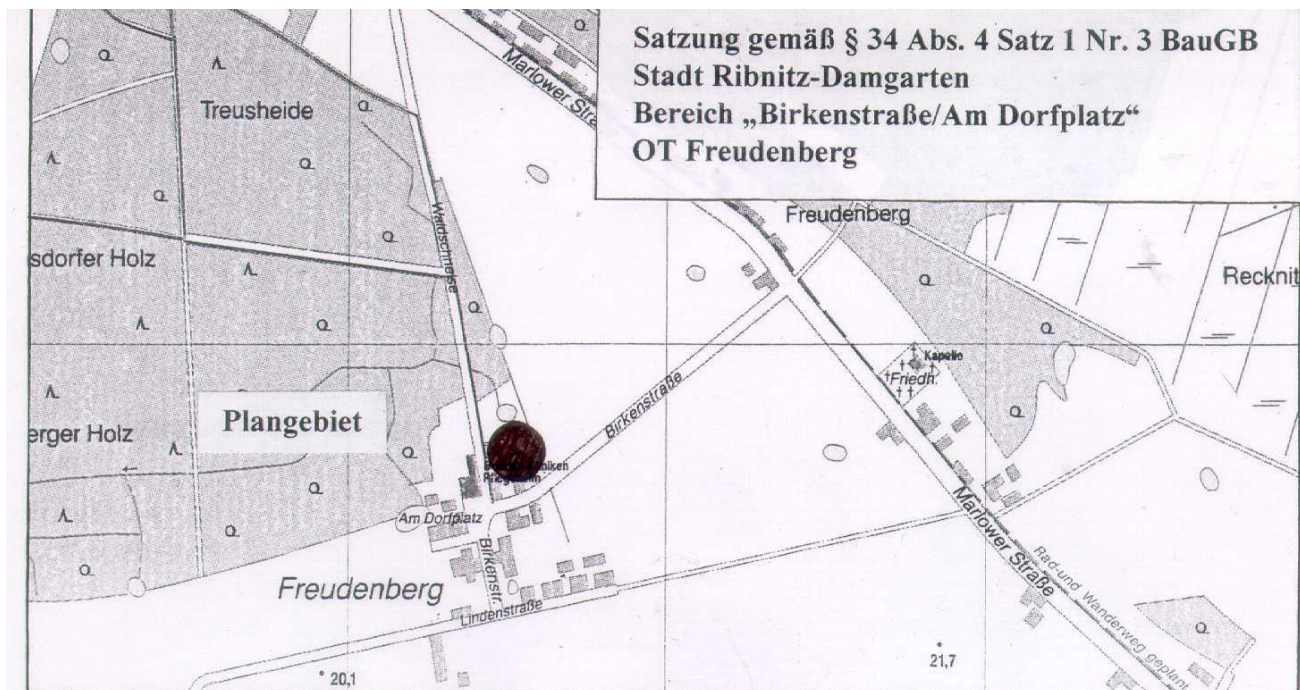 Satzung gemäß § 34 Abs. 4 Satz 1 Nr. 3 BauGB
Stadt Ribnitz-Damgarten
Bereich „Birkenstraße/Am Dorfplatz“
OT Freudenberg
Marlower Stra
Treusheide
Waldschneise
Freudenberg
sdorfer Holz
Recknit
Kapelle
Friedh.
Birkenstraße
Plangebiet
erger Holz
Am Dorfplatz
Birkenstr.
Marlower Straße
Freudenberg
Lindenstraße
Rad-und Wanderweg geplant
20,1
21,7